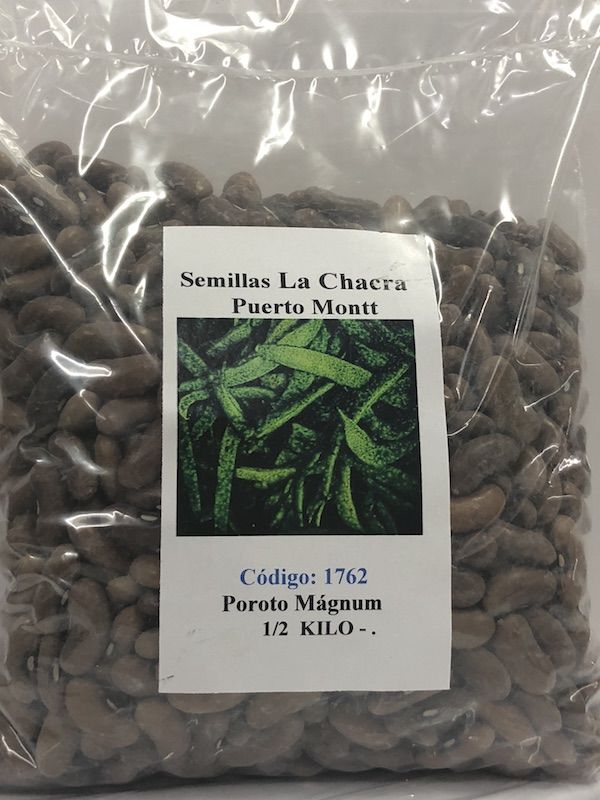 Semillas La Chacra
Puerto Montt
Código: 1762
Poroto Mágnum
1/2 KILO - .